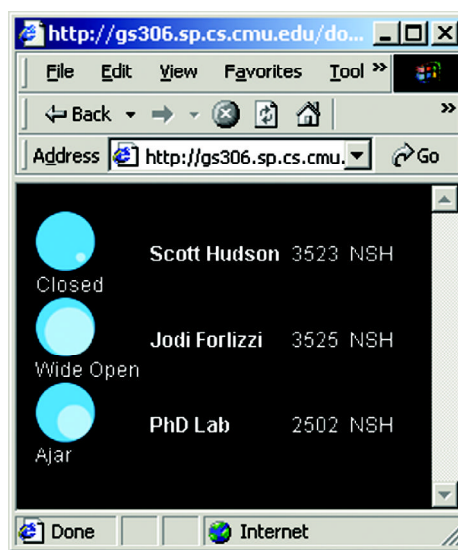 http://gs306.sp.cs.cmu.edu/do...
File Edit View Favorites Tool »
Back »
Address http://gs306.sp.cs.cmu. Go
Scott Hudson 3523 NSH
Closed
Jodi Forlizzi 3525 NSH
Wide Open
PhD Lab 2502 NSH
Ajar
Done Internet